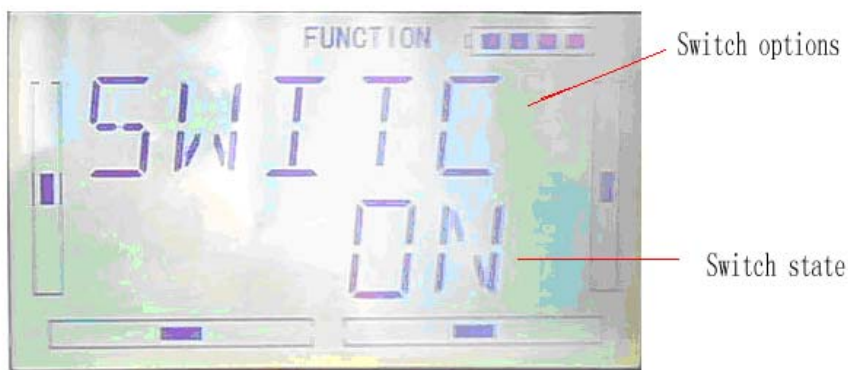 FUNCTION
Switch options
SWITC
ON
Switch state